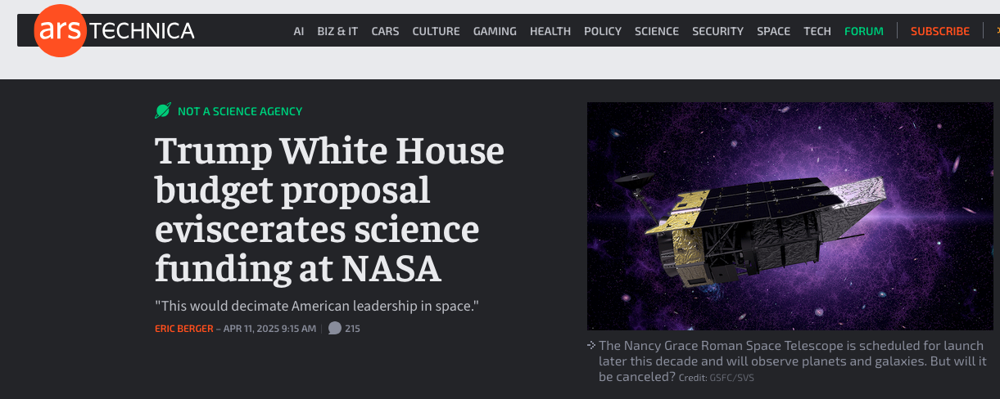 ars TECHNICA
AI BIZ & IT CARS CULTURE GAMING HEALTH POLICY SCIENCE SECURITY SPACE TECH FORUM SUBSCRIBE
NOT A SCIENCE AGENCY
Trump White House
budget proposal
eviscerates science
funding at NASA
"This would decimate American leadership in space."
ERIC BERGER – APR 11, 2025 9:15 AM | 215
The Nancy Grace Roman Space Telescope is scheduled for launch
later this decade and will observe planets and galaxies. But will it
be canceled? Credit: GSFC/SVS